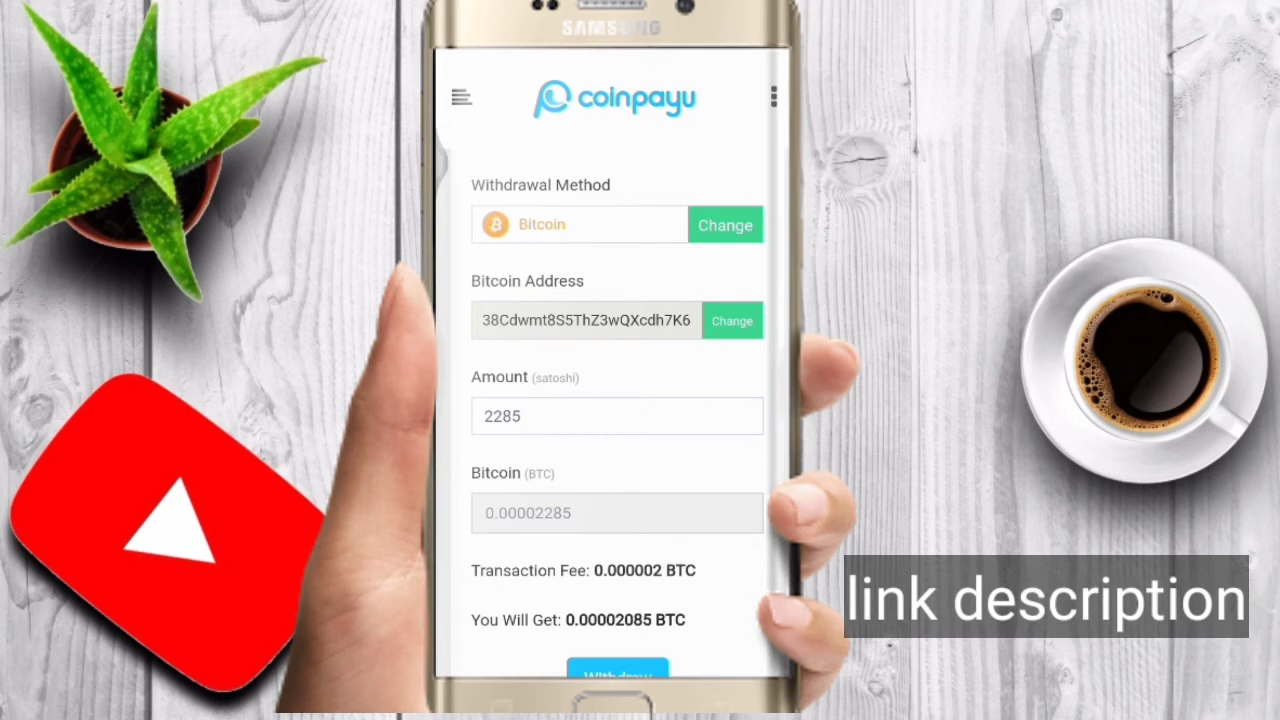 SAMSUNG
coinpayu
Withdrawal Method
Bitcoin
Change
Bitcoin Address
38Cdwmt8S5ThZ3wQXcdh7K6
Change
Amount (satoshi)
2285
Bitcoin (BTC)
0.00002285
Transaction Fee: 0.000002 BTC
You Will Get: 0.00002085 BTC
Withdraw
link description